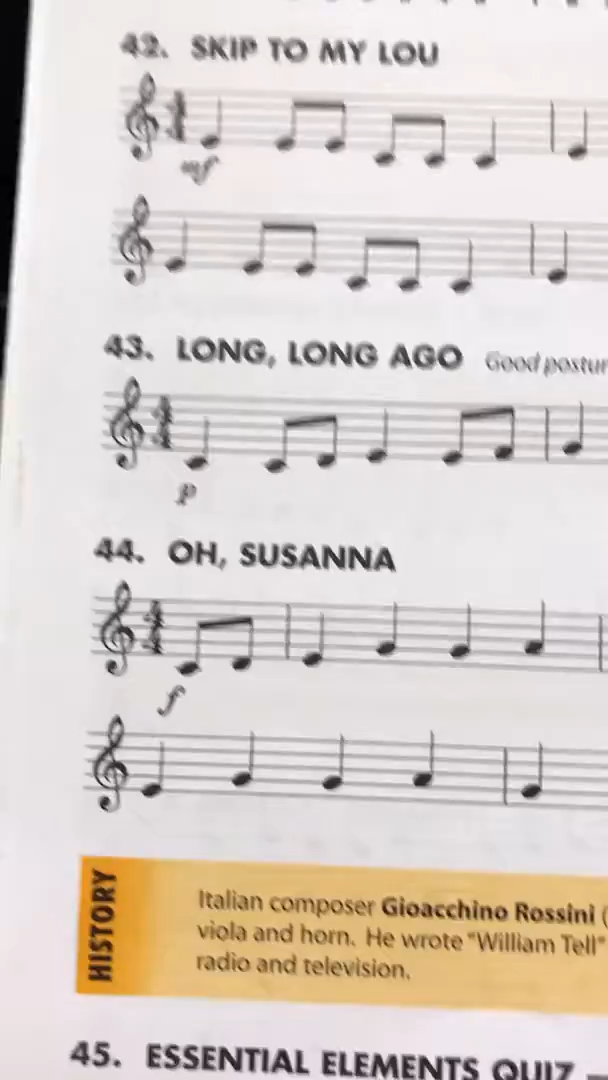 42. SKIP TO MY LOU
mf
43. LONG, LONG AGO Good postur
p
44. OH, SUSANNA
f
HISTORY
Italian composer Gioacchino Rossini (
viola and horn. He wrote "William Tell"
radio and television.
45. ESSENTIAL ELEMENTS QUIZ –